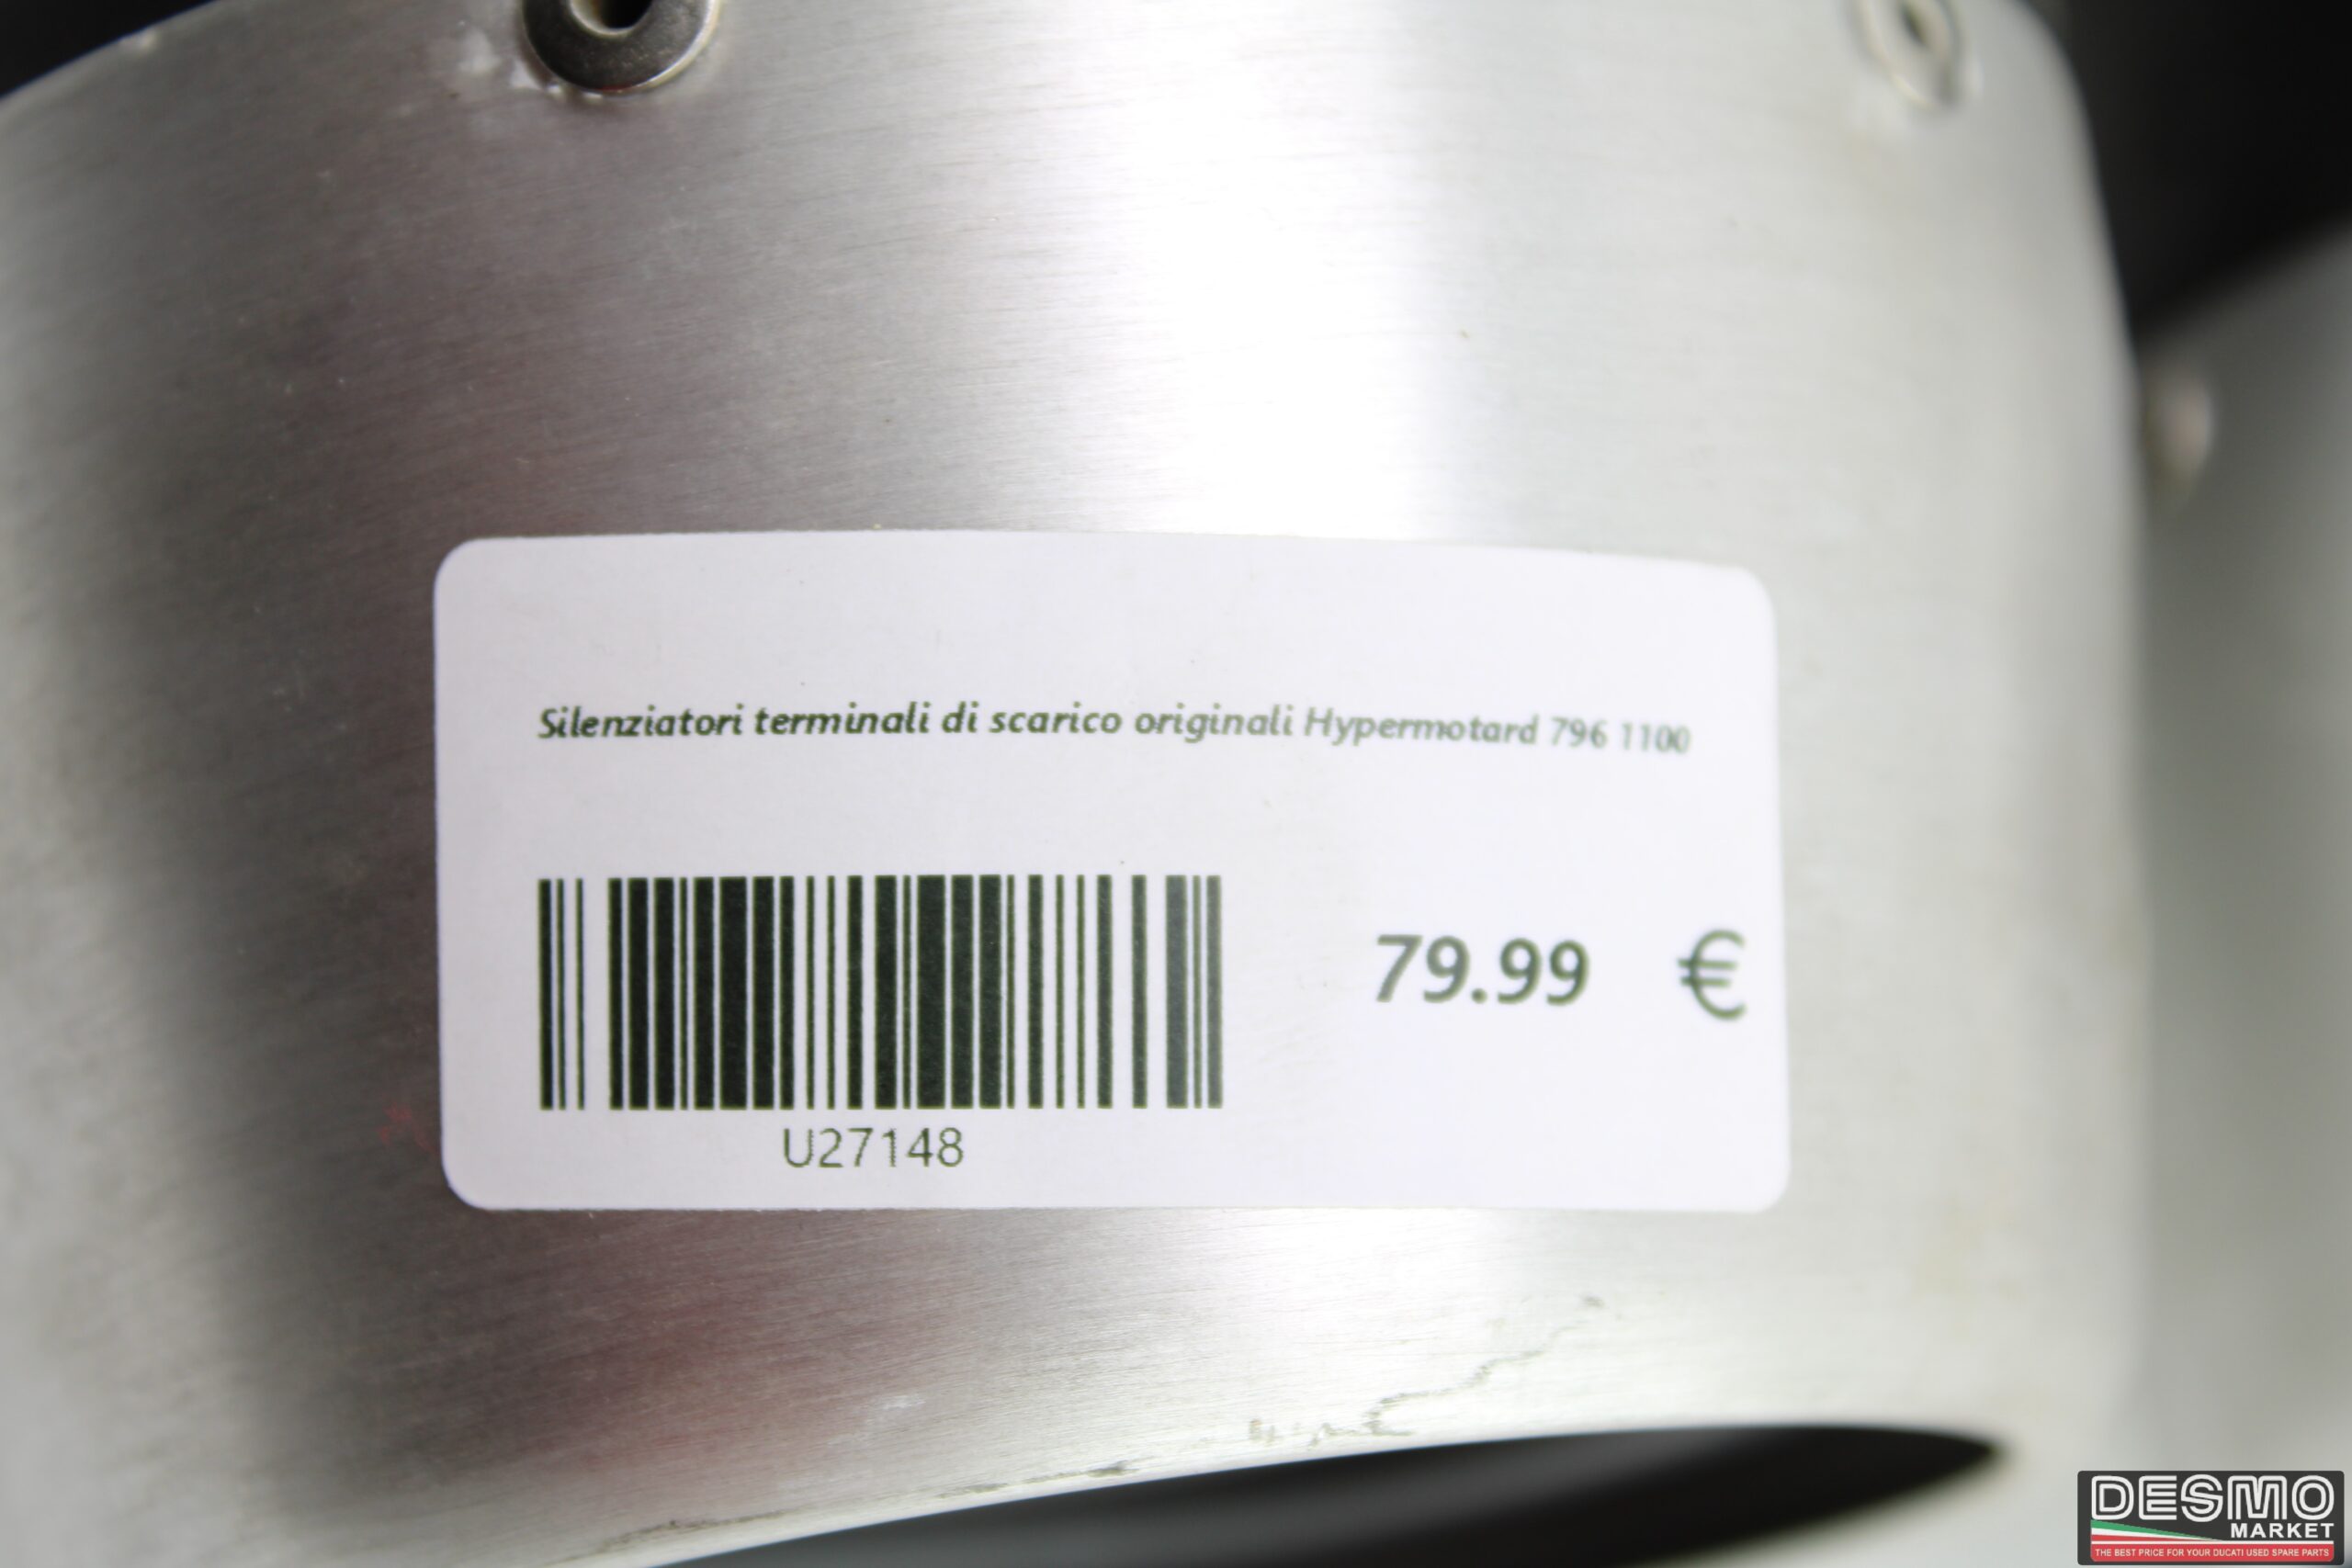 Silenziatori terminali di scarico originali Hypermotard 796 1100
79.99 €
U27148
DESMO
MARKET
THE BEST PRICE FOR YOUR DUCATI USED SPARE PARTS